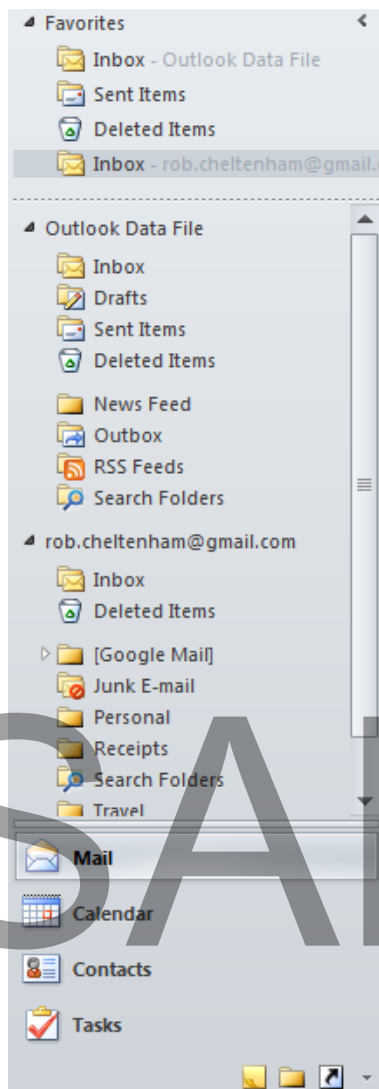 Favorites
Inbox - Outlook Data File
Sent Items
Deleted Items
Inbox - rob.cheltenham@gmail.
Outlook Data File
Inbox
Drafts
Sent Items
Deleted Items
News Feed
Outbox
RSS Feeds
Search Folders
rob.cheltenham@gmail.com
Inbox
Deleted Items
[Google Mail]
Junk E-mail
Personal
Receipts
Search Folders
Travel
Mail
Calendar
Contacts
Tasks